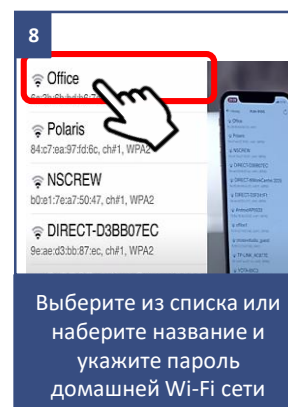 8
Office
Polaris
84:c7:ea:97:fd:6c, ch#1, WPA2
NSCREW
b0:e1:7e:a7:50:47, ch#1, WPA2
DIRECT-D3BB07EC
9e:ae:d3:bb:87:ec, ch#1, WPA2
Выберите из списка или
наберите название и
укажите пароль
домашней Wi-Fi сети